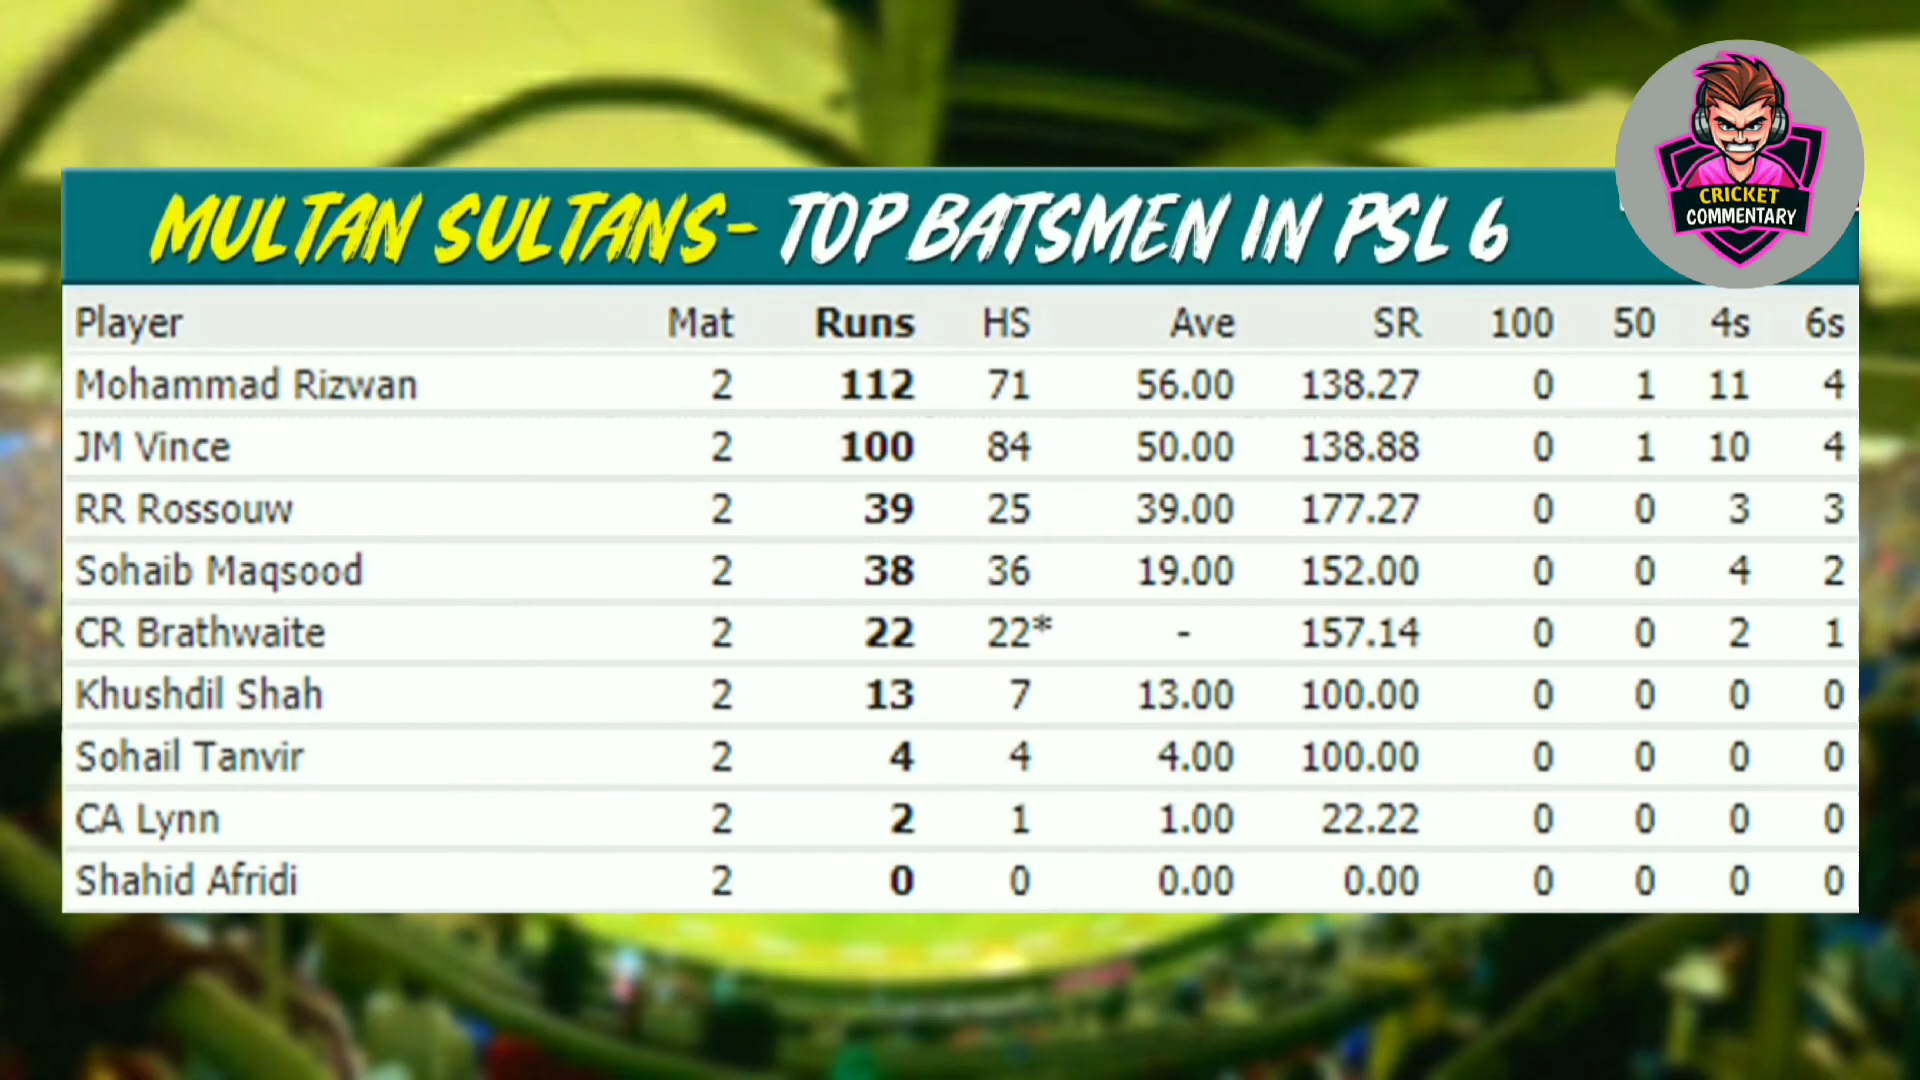 CRICKET
COMMENTARY
MULTAN SULTANS- TOP BATSMEN IN PSL 6
Player Mat Runs HS Ave SR 100 50 4s 6s
Mohammad Rizwan 2 112 71 56.00 138.27 0 1 11 4
JM Vince 2 100 84 50.00 138.88 0 1 10 4
RR Rossouw 2 39 25 39.00 177.27 0 0 3 3
Sohaib Maqsood 2 38 36 19.00 152.00 0 0 4 2
CR Brathwaite 2 22 22* - 157.14 0 0 2 1
Khushdil Shah 2 13 7 13.00 100.00 0 0 0 0
Sohail Tanvir 2 4 4 4.00 100.00 0 0 0 0
CA Lynn 2 2 1 1.00 22.22 0 0 0 0
Shahid Afridi 2 0 0 0.00 0.00 0 0 0 0